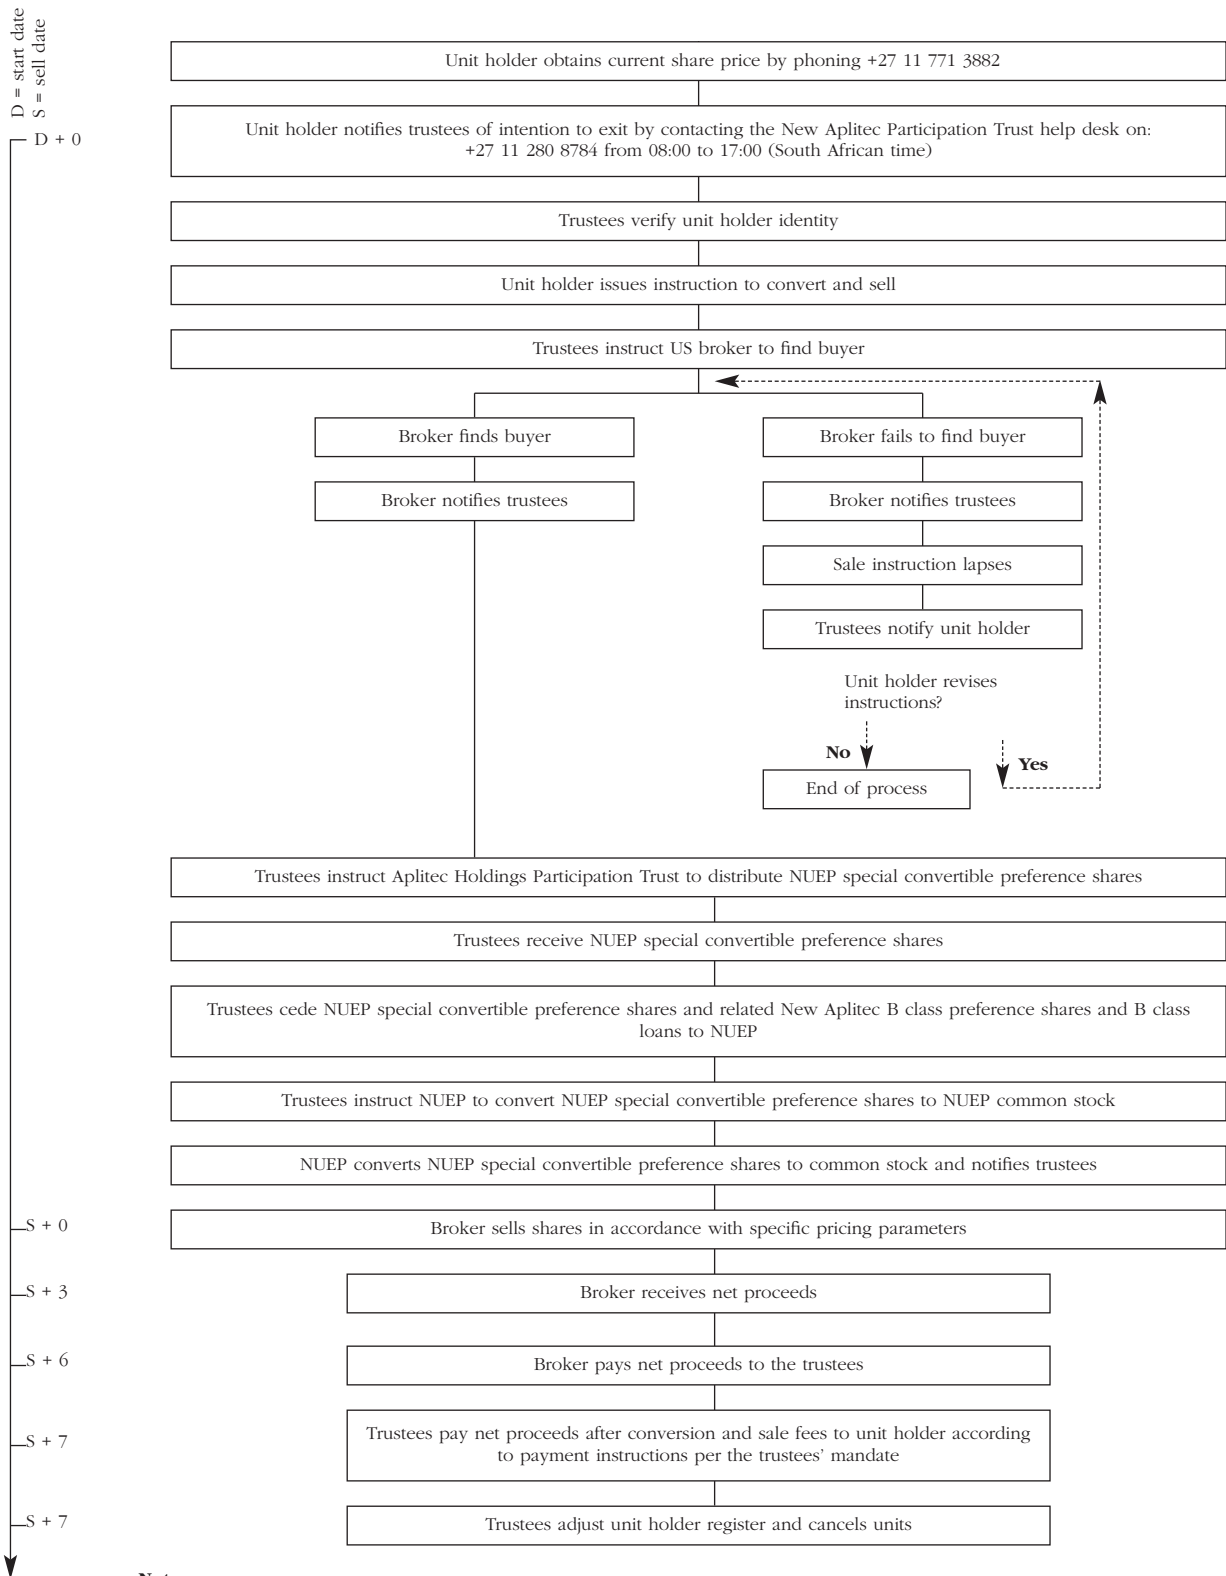 D = start date
S = sell date
Unit holder obtains current share price by phoning +27 11 771 3882
D + 0
Unit holder notifies trustees of intention to exit by contacting the New Aplitec Participation Trust help desk on:
+27 11 280 8784 from 08:00 to 17:00 (South African time)
Trustees verify unit holder identity
Unit holder issues instruction to convert and sell
Trustees instruct US broker to find buyer
Broker finds buyer
Broker notifies trustees
Broker fails to find buyer
Broker notifies trustees
Sale instruction lapses
Trustees notify unit holder
Unit holder revises
instructions?
No
Yes
End of process
Trustees instruct Aplitec Holdings Participation Trust to distribute NUEP special convertible preference shares
Trustees receive NUEP special convertible preference shares
Trustees cede NUEP special convertible preference shares and related New Aplitec B class preference shares and B class
loans to NUEP
Trustees instruct NUEP to convert NUEP special convertible preference shares to NUEP common stock
NUEP converts NUEP special convertible preference shares to common stock and notifies trustees
S + 0
Broker sells shares in accordance with specific pricing parameters
S + 3
Broker receives net proceeds
S + 6
Broker pays net proceeds to the trustees
S + 7
Trustees pay net proceeds after conversion and sale fees to unit holder according
to payment instructions per the trustees' mandate
S + 7
Trustees adjust unit holder register and cancels units